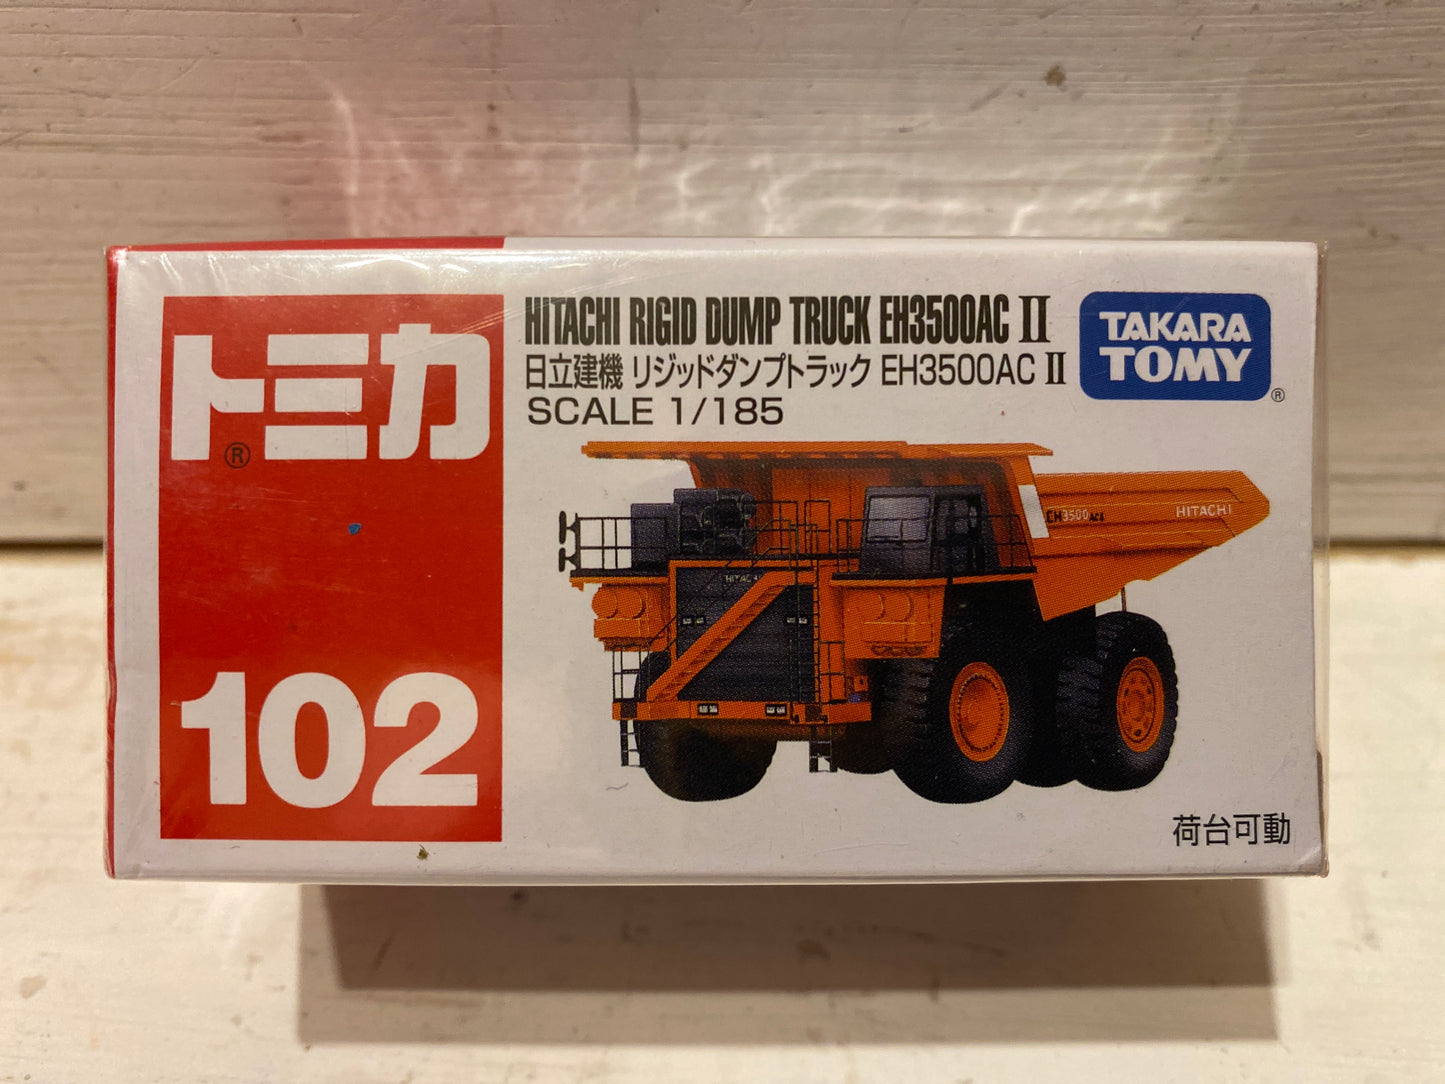 トミカ
®
102
HITACHI RIGID DUMP TRUCK EH3500AC II
日立建機 リジッドダンプトラック EH3500AC II
SCALE 1/185
TAKARA
TOMY
®
HITACHI
EH3500
HITACHI
荷台可動